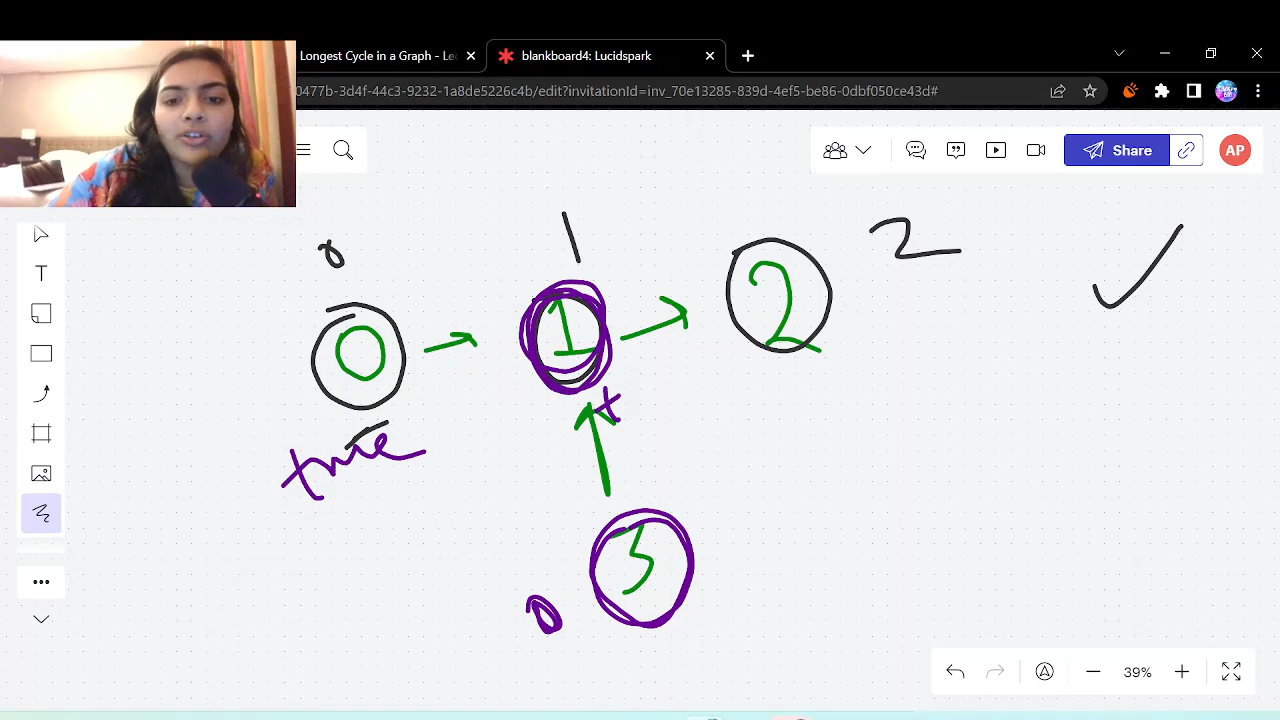 Longest Cycle in a Graph - Lee
blankboard4: Lucidspark
0477b-3d4f-44c3-9232-1a8de5226c4b/edit?invitationId=inv_70e13285-839d-4ef5-be86-0dbf050ce43d#
Share
AP
T
0
1
2
0
1
2
t
true
3
0
39%